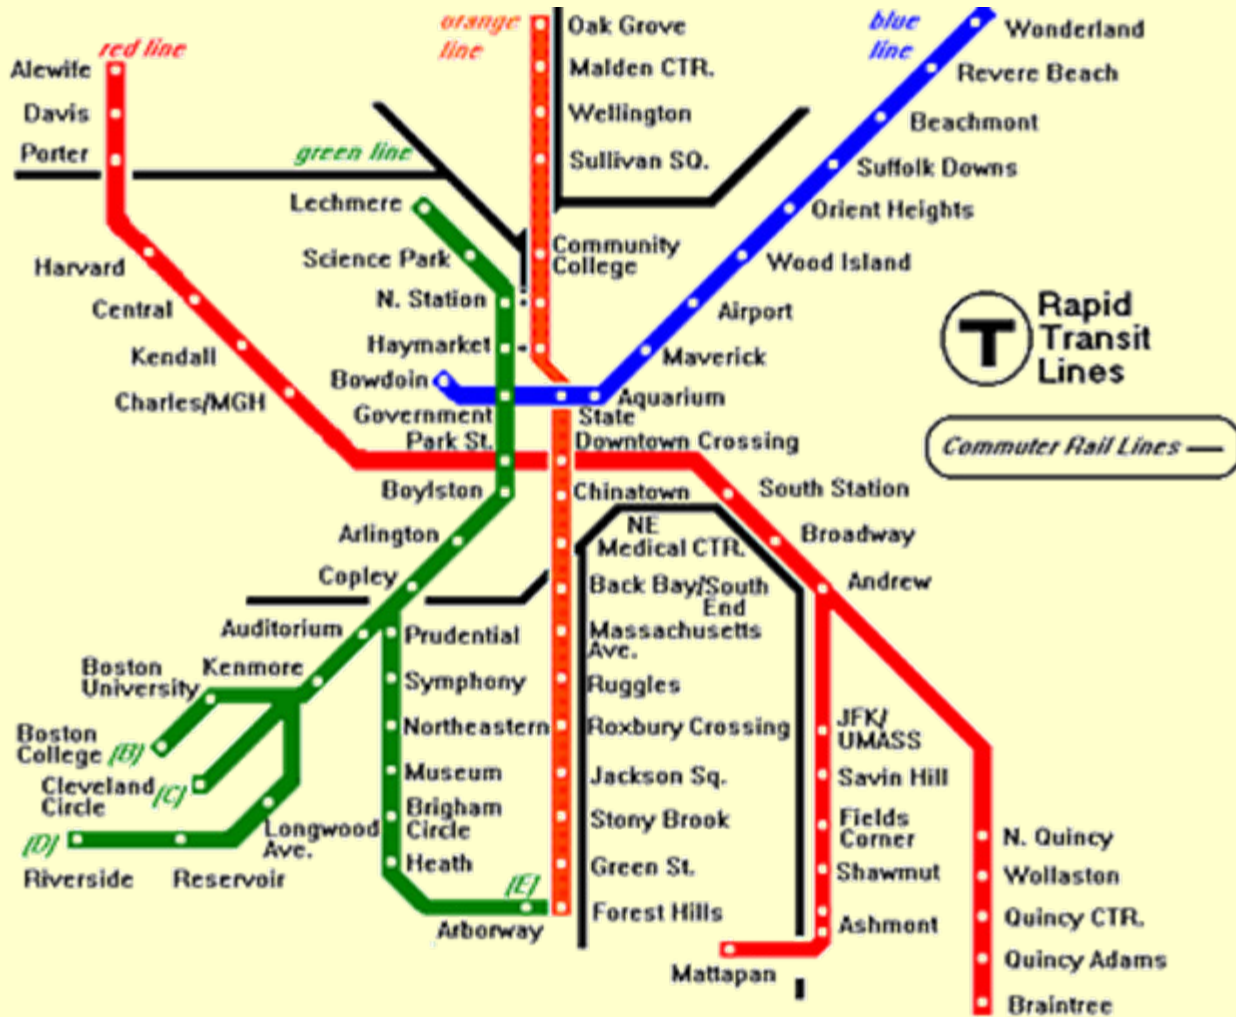 orange
line
blue
line
red line
green line
Oak Grove
Malden CTR.
Wellington
Sullivan SQ.
Community
College
Wonderland
Revere Beach
Beachmont
Suffolk Downs
Orient Heights
Wood Island
Airport
Maverick
Aquarium
State
Bowdoin
Government
Alewife
Davis
Porter
Harvard
Central
Kendall
Charles/MGH
Park St.
Downtown Crossing
South Station
Broadway
Andrew
JFK/
UMASS
Savin Hill
Fields
Corner
Shawmut
Ashmont
Mattapan
N. Quincy
Wollaston
Quincy CTR.
Quincy Adams
Braintree
Lechmere
Science Park
N. Station
Haymarket
Boylston
Arlington
Copley
Auditorium
Kenmore
Boston
University
Boston
College (B)
Cleveland
Circle (C)
(D)
Riverside
Reservoir
Longwood
Ave.
Prudential
Symphony
Northeastern
Museum
Brigham
Circle
Heath
(E)
Arborway
Chinatown
NE
Medical CTR.
Back Bay/South
End
Massachusetts
Ave.
Ruggles
Roxbury Crossing
Jackson Sq.
Stony Brook
Green St.
Forest Hills
T
Rapid
Transit
Lines
Commuter Rail Lines